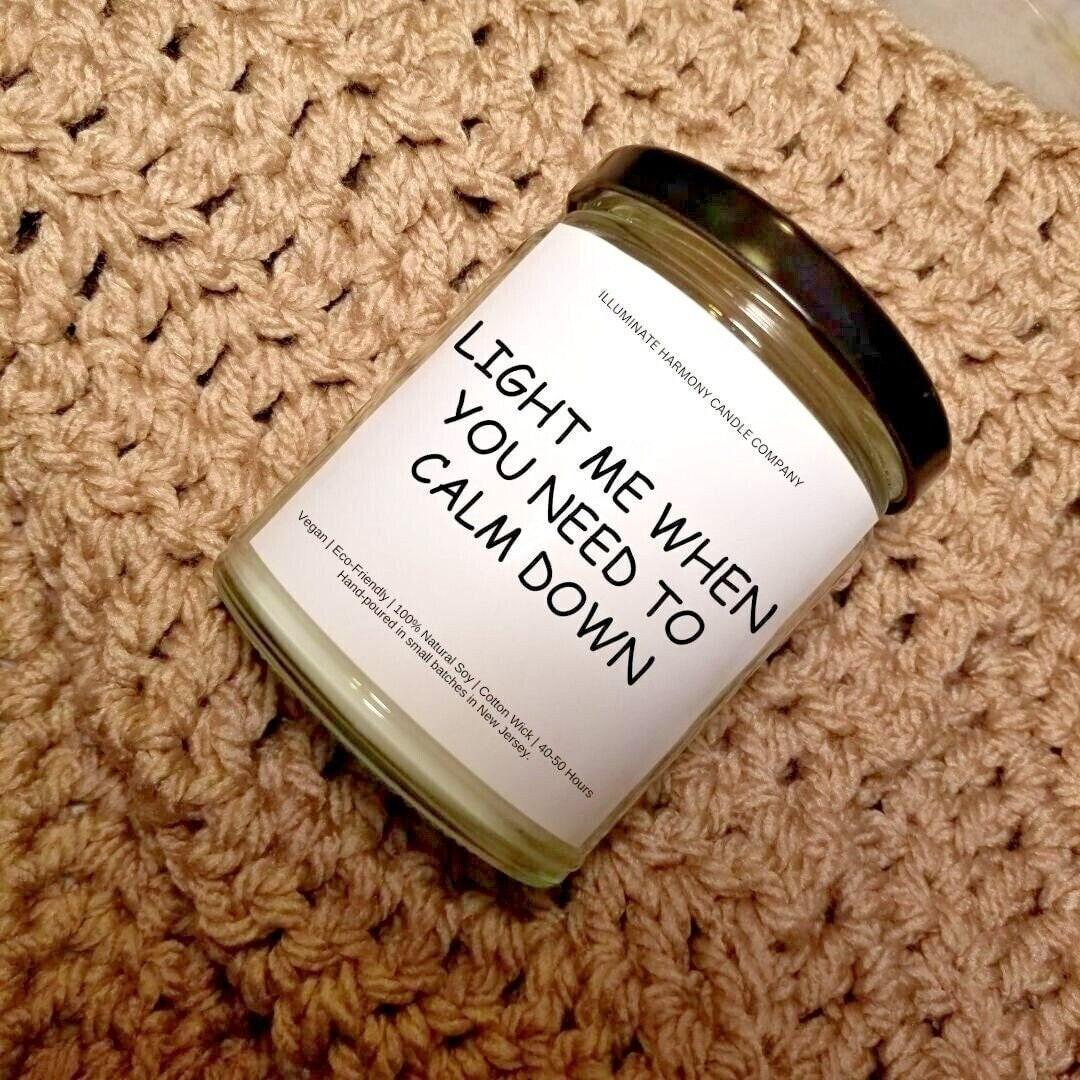 ILLUMINATE HARMONY CANDLE COMPANY
LIGHT ME WHEN
YOU NEED TO
CALM DOWN
Vegan | Eco-Friendly | 100% Natural Soy | Cotton Wick | 40-50 Hours
Hand-poured in small batches in New Jersey.